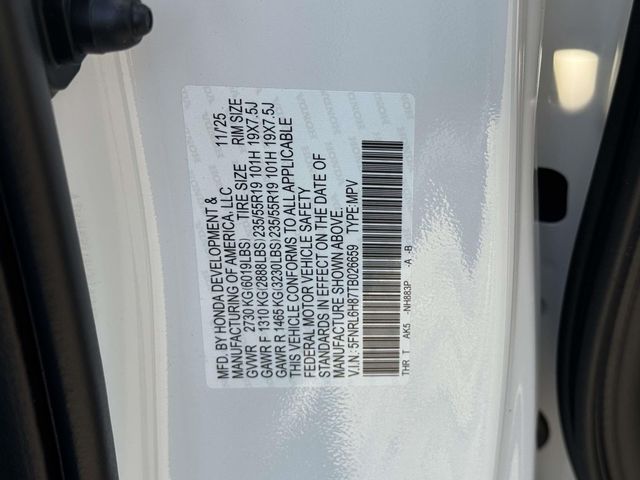 MFD. BY HONDA DEVELOPMENT & 11/25
MANUFACTURING OF AMERICA, LLC
GVWR 2730 KG(6019LBS) TIRE SIZE RIM SIZE
GAWR F 1310 KG(2888LBS)235/55R19 101H 19X7.5J
GAWR R 1465 KG(3230LBS)235/55R19 101H 19X7.5J
THIS VEHICLE CONFORMS TO ALL APPLICABLE
FEDERAL MOTOR VEHICLE SAFETY
STANDARDS IN EFFECT ON THE DATE OF
MANUFACTURE SHOWN ABOVE.
V.I.N.:5FNRL6H87TB026659 TYPE:MPV
THR T AK5 -NH883P -A -B